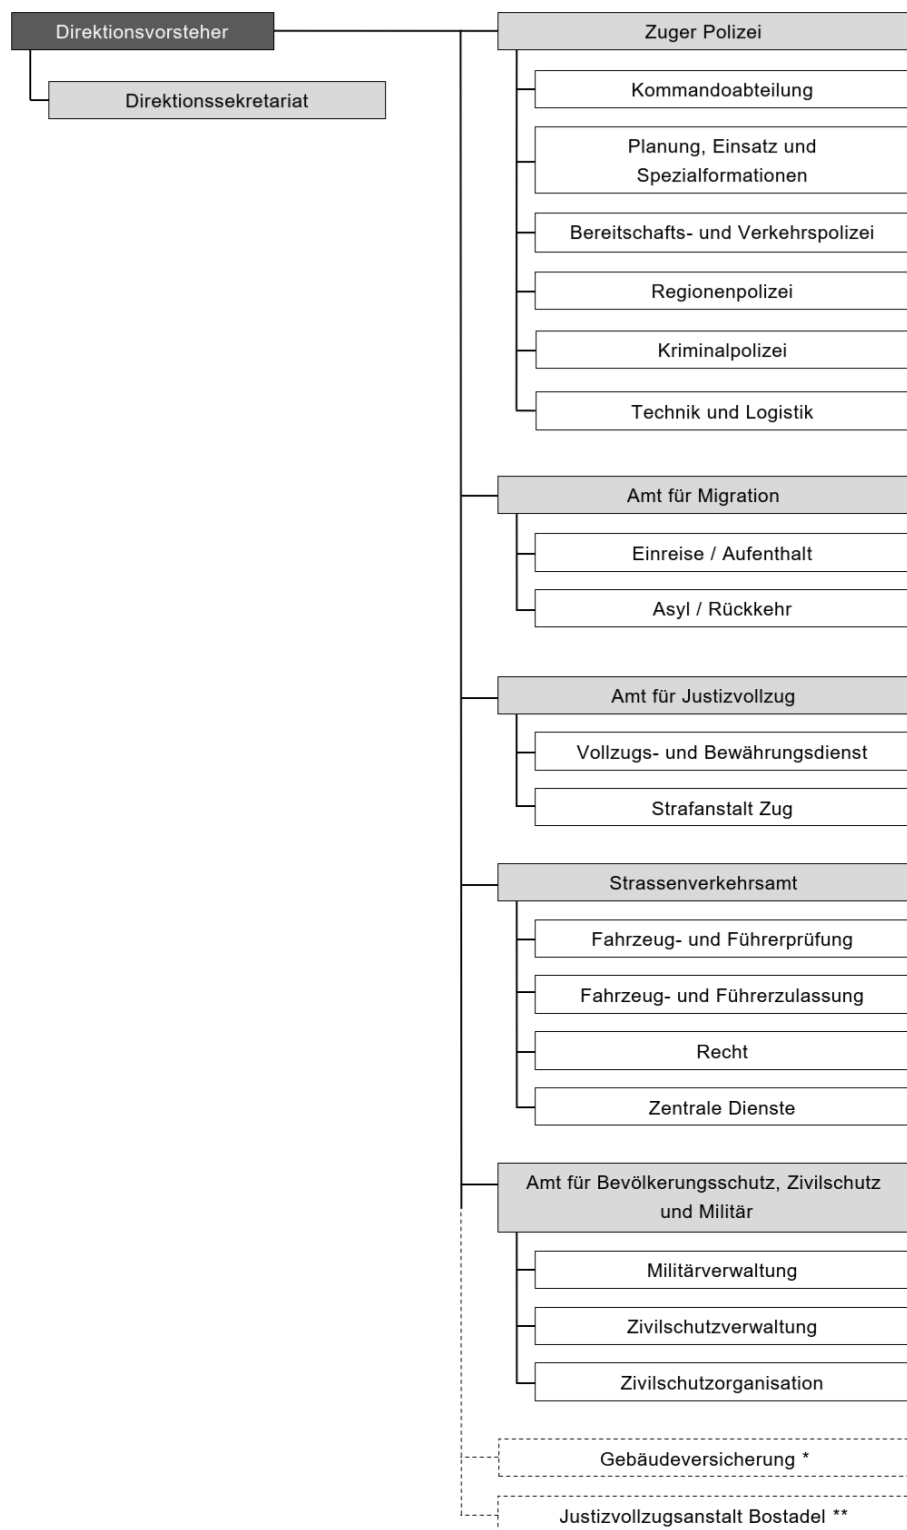 Direktionsvorsteher
Direktionssekretariat
Zuger Polizei
Kommandoabteilung
Planung, Einsatz und
Spezialformationen
Bereitschafts- und Verkehrspolizei
Regionenpolizei
Kriminalpolizei
Technik und Logistik
Amt für Migration
Einreise / Aufenthalt
Asyl / Rückkehr
Amt für Justizvollzug
Vollzugs- und Bewährungsdienst
Strafanstalt Zug
Strassenverkehrsamt
Fahrzeug- und Führerprüfung
Fahrzeug- und Führerzulassung
Recht
Zentrale Dienste
Amt für Bevölkerungsschutz, Zivilschutz
und Militär
Militärverwaltung
Zivilschutzverwaltung
Zivilschutzorganisation
Gebäudeversicherung *
Justizvollzugsanstalt Bostadel **